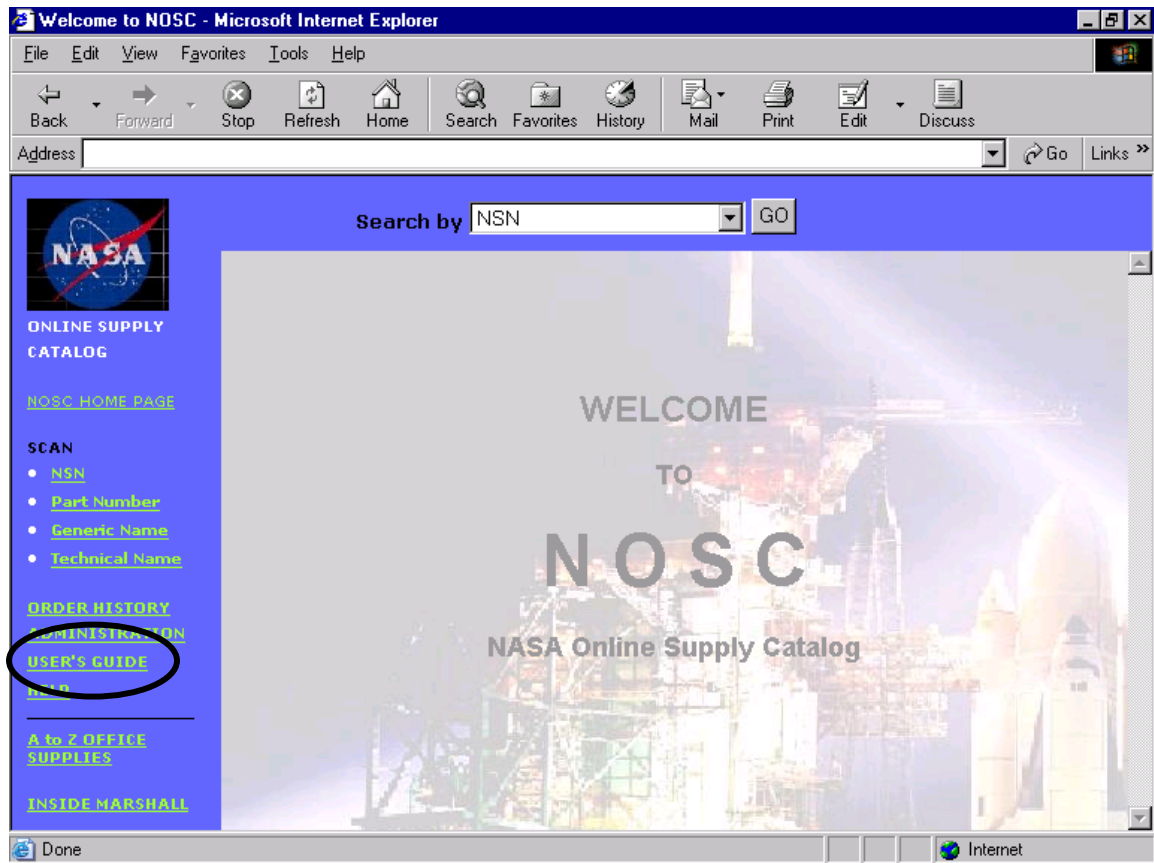 Welcome to NOSC - Microsoft Internet Explorer
File Edit View Favorites Tools Help
Back Forward Stop Refresh Home Search Favorites History Mail Print Edit Discuss
Address Go Links »
Search by NSN GO
NASA
ONLINE SUPPLY
CATALOG
NOSC HOME PAGE
SCAN
NSN
Part Number
Generic Name
Technical Name
ORDER HISTORY
ADMINISTRATION
USER'S GUIDE
HELP
A to Z OFFICE
SUPPLIES
INSIDE MARSHALL
WELCOME
TO
NOSC
NASA Online Supply Catalog
Done Internet